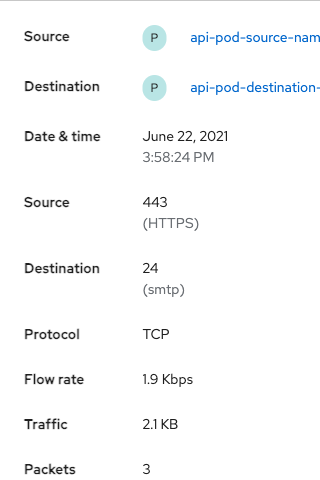 Source P api-pod-source-nam
Destination P api-pod-destination-
Date & time June 22, 2021
3:58:24 PM
Source 443
(HTTPS)
Destination 24
(smtp)
Protocol TCP
Flow rate 1.9 Kbps
Traffic 2.1 KB
Packets 3